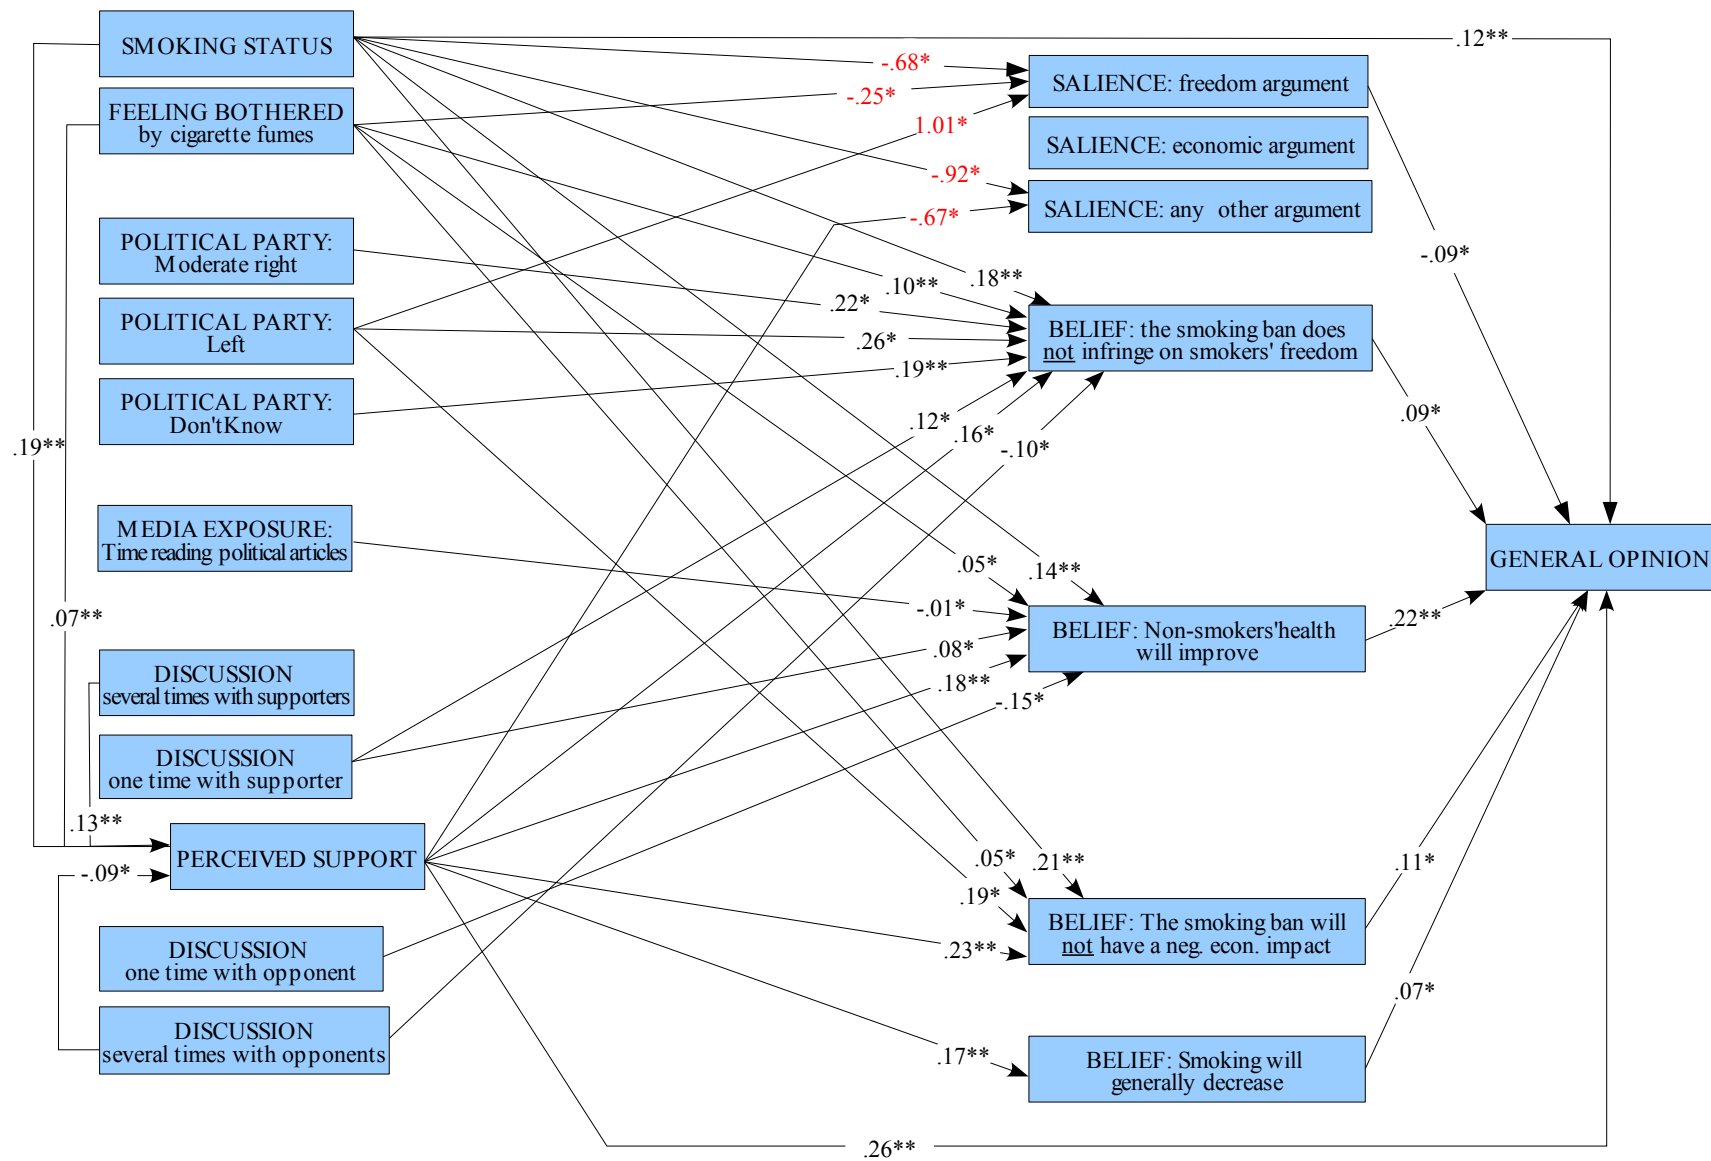 SMOKING STATUS
FEELING BOTHERED
by cigarette fumes
POLITICAL PARTY:
Moderate right
POLITICAL PARTY:
Left
POLITICAL PARTY:
Don'tKnow
MEDIA EXPOSURE:
Time reading political articles
DISCUSSION
several times with supporters
DISCUSSION
one time with supporter
PERCEIVED SUPPORT
DISCUSSION
one time with opponent
DISCUSSION
several times with opponents
.19**
.07**
.13**
-.09*
.12**
-.68*
-.25*
1.01*
-.92*
-.67*
.18**
.10**
.22*
.26*
.19**
.12*
.16*
-.10*
.05*
.14**
-.01*
.08*
.18**
-.15*
.05*
.21**
.19*
.23**
.17**
.26**
SALIENCE: freedom argument
SALIENCE: economic argument
SALIENCE: any other argument
BELIEF: the smoking ban does
not infringe on smokers' freedom
BELIEF: Non-smokers'health
will improve
BELIEF: The smoking ban will
not have a neg. econ. impact
BELIEF: Smoking will
generally decrease
-.09*
.09*
.22**
.11*
.07*
GENERAL OPINION